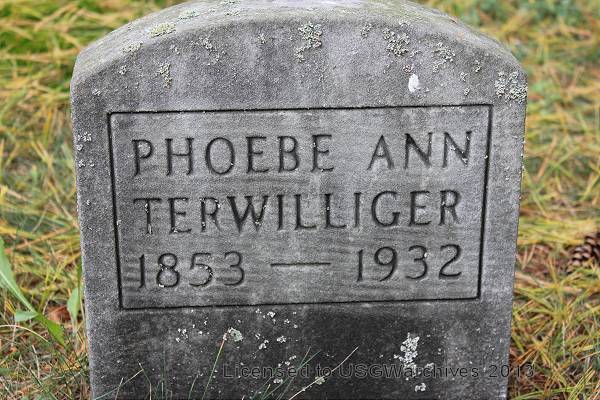 PHOEBE ANN
TERWILLIGER
1853 — 1932
Licensed to USGWarchives 2013